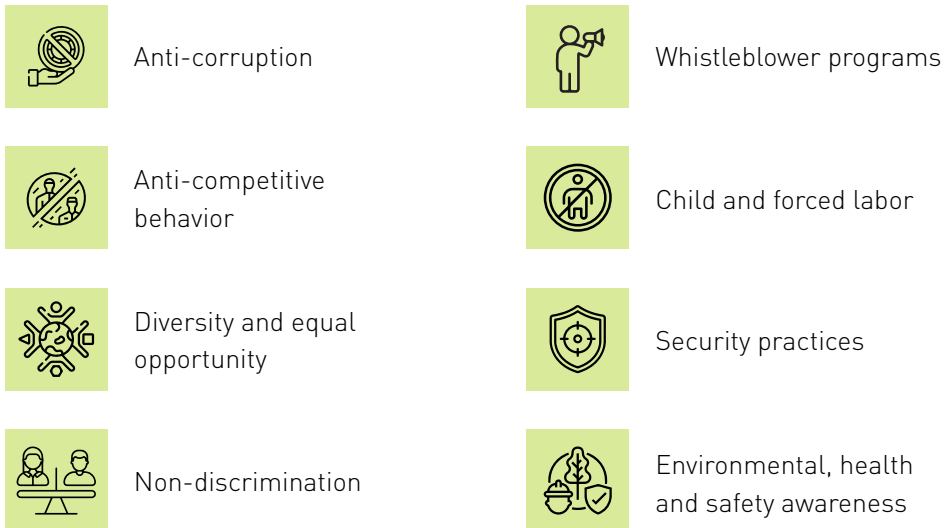 Anti-corruption
Anti-competitive
behavior
Diversity and equal
opportunity
Non-discrimination
Whistleblower programs
Child and forced labor
Security practices
Environmental, health
and safety awareness